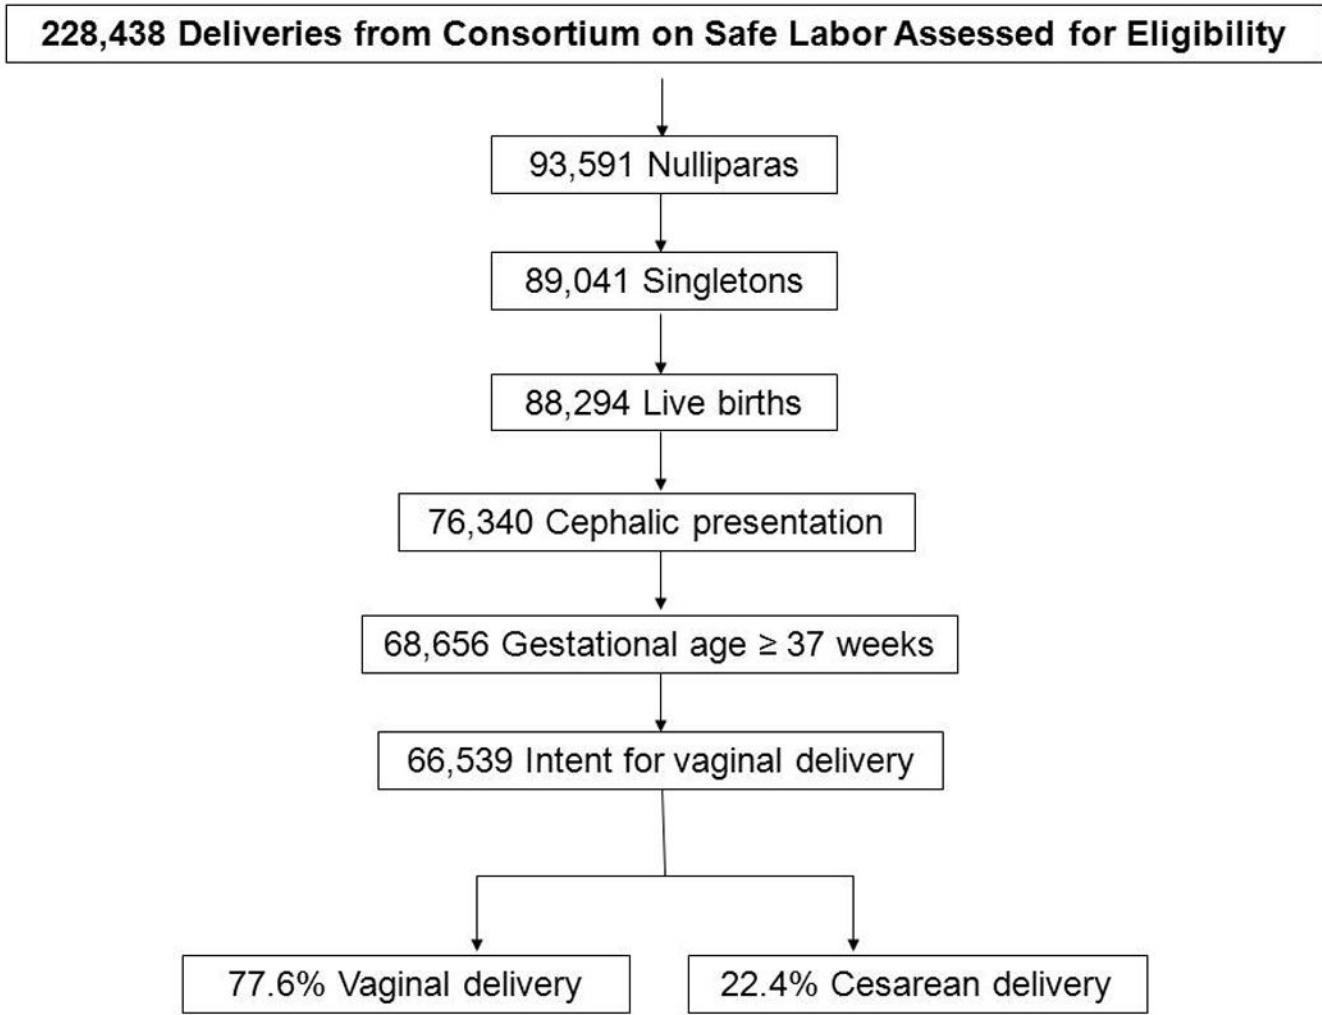 228,438 Deliveries from Consortium on Safe Labor Assessed for Eligibility
93,591 Nulliparas
89,041 Singletons
88,294 Live births
76,340 Cephalic presentation
68,656 Gestational age ≥ 37 weeks
66,539 Intent for vaginal delivery
77.6% Vaginal delivery
22.4% Cesarean delivery